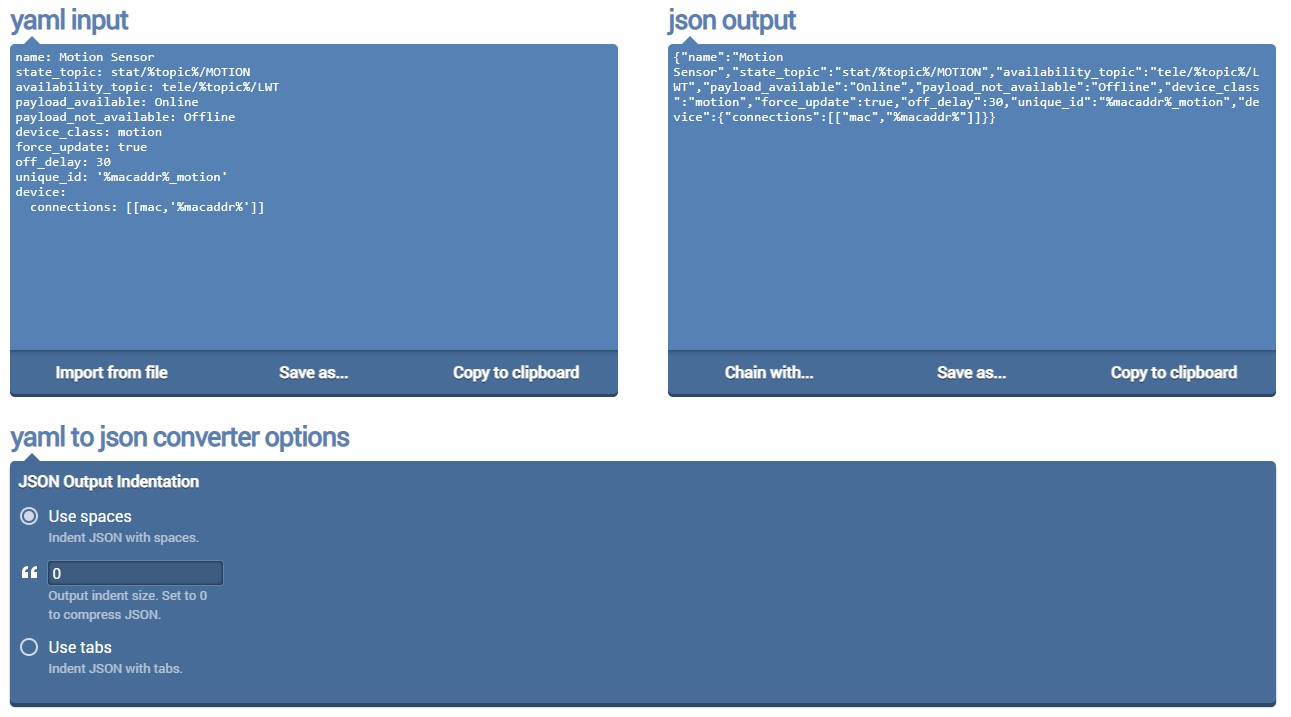 yaml input
name: Motion Sensor
state_topic: stat/%topic%/MOTION
availability_topic: tele/%topic%/LWT
payload_available: Online
payload_not_available: Offline
device_class: motion
force_update: true
off_delay: 30
unique_id: '%macaddr%_motion'
device:
  connections: [[mac,'%macaddr%']]
Import from file
Save as...
Copy to clipboard
json output
{"name":"Motion
Sensor","state_topic":"stat/%topic%/MOTION","availability_topic":"tele/%topic%/L
WT","payload_available":"Online","payload_not_available":"Offline","device_class
":"motion","force_update":true,"off_delay":30,"unique_id":"%macaddr%_motion","de
vice":{"connections":[["mac","%macaddr%"]]}}
Chain with...
Save as...
Copy to clipboard
yaml to json converter options
JSON Output Indentation
Use spaces
Indent JSON with spaces.
0
Output indent size. Set to 0
to compress JSON.
Use tabs
Indent JSON with tabs.